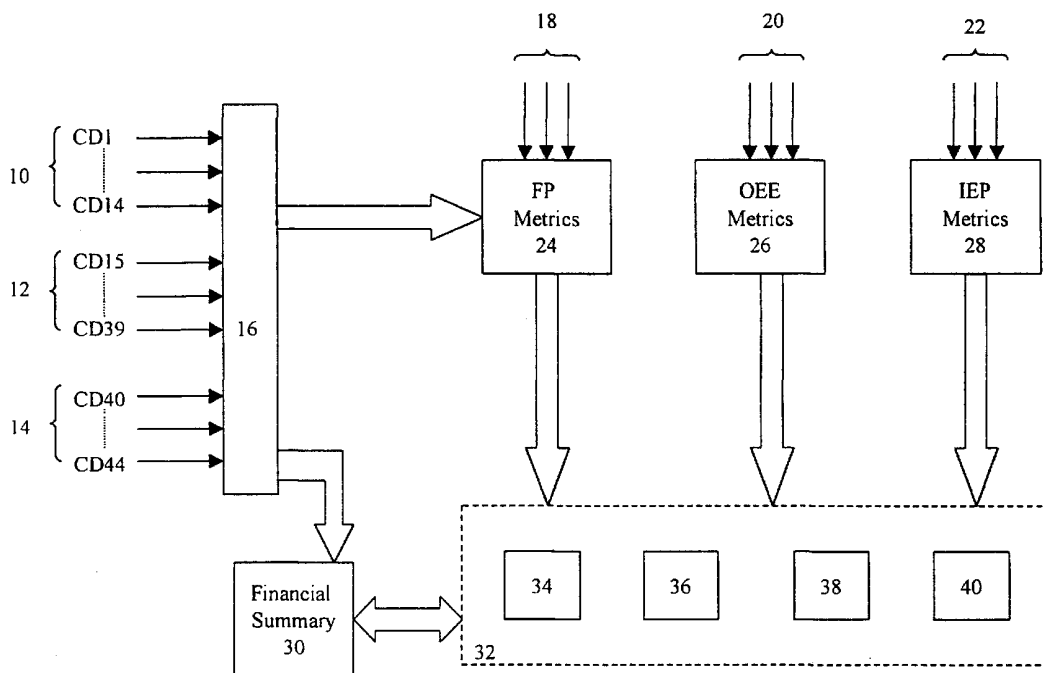 18
20
22
10
CD1
CD14
12
CD15
CD39
14
CD40
CD44
16
FP
Metrics
24
OEE
Metrics
26
IEP
Metrics
28
Financial
Summary
30
32
34
36
38
40